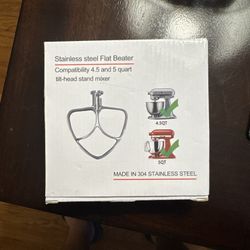 Stainless steel Flat Beater
Compatibility 4.5 and 5 quart
tilt-head stand mixer
4.5QT
5QT
MADE IN 304 STAINLESS STEEL